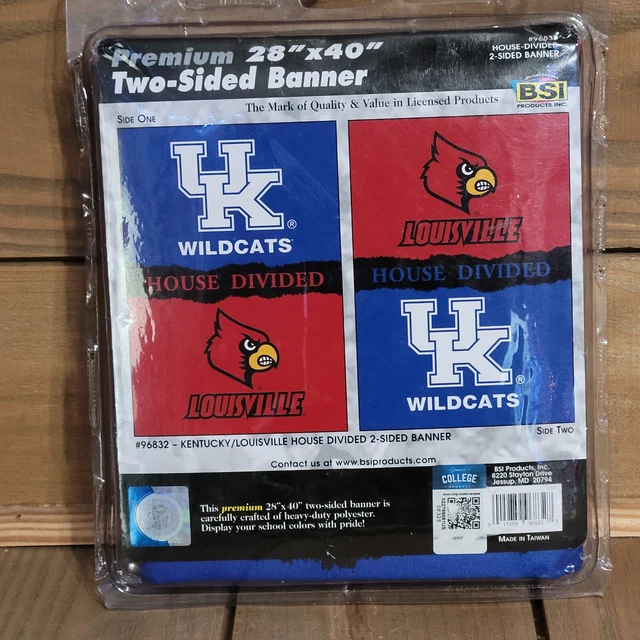 Premium 28"x40"
Two-Sided Banner
#96832
HOUSE-DIVIDED
2-SIDED BANNER
BSI
PRODUCTS, INC.
The Mark of Quality & Value in Licensed Products
SIDE ONE
UK
®
WILDCATS
HOUSE DIVIDED
LOUISVILLE
LOUISVILLE
HOUSE DIVIDED
UK
®
WILDCATS
#96832 – KENTUCKY/LOUISVILLE HOUSE DIVIDED 2-SIDED BANNER
SIDE TWO
Contact us at www.bsiproducts.com
This premium 28"x40" two-sided banner is
carefully crafted of heavy-duty polyester.
Display your school colors with pride!
COLLEGE
BSI Products, Inc.
8220 Stayton Drive
Jessup, MD 20794
MADE IN TAIWAN